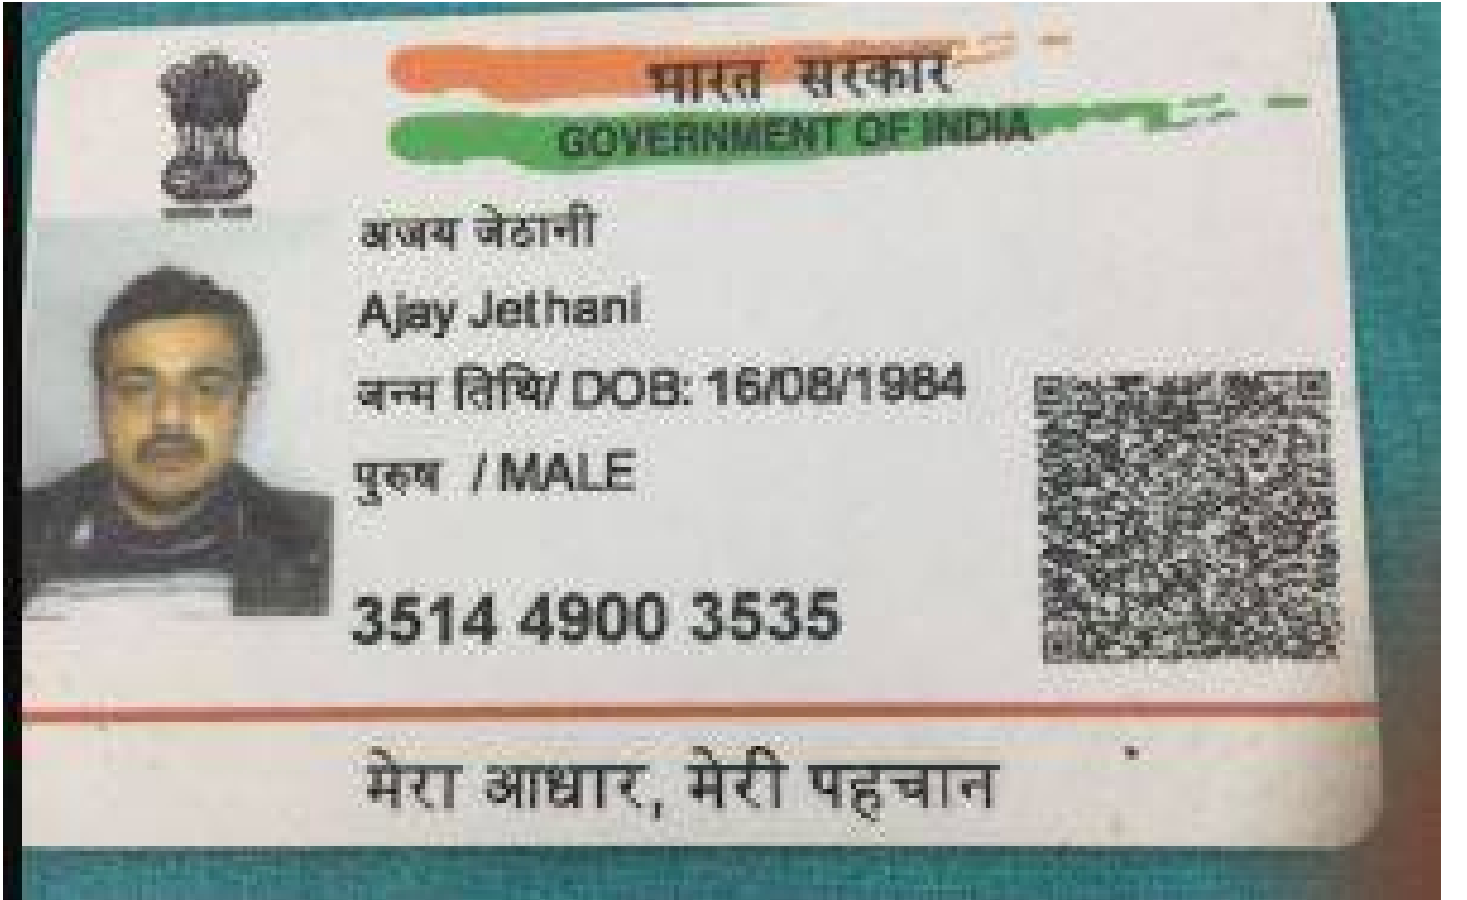 भारत सरकार
GOVERNMENT OF INDIA
अजय जेठानी
Ajay Jethani
जन्म तिथि/ DOB: 16/08/1984
पुरुष / MALE
3514 4900 3535
मेरा आधार, मेरी पहचान